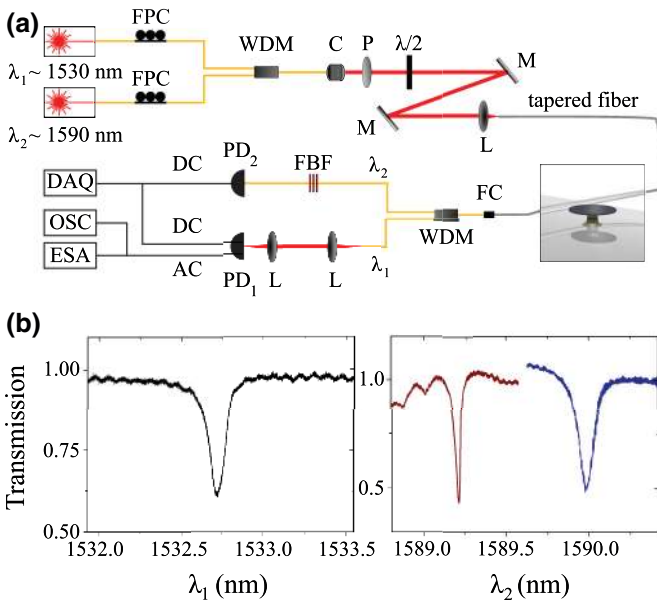 (a)
FPC
λ₁~ 1530 nm
FPC
λ₂~ 1590 nm
WDM
C
P
λ/2
M
M
L
tapered fiber
DAQ
OSC
ESA
DC
PD₂
FBF
λ₂
DC
AC
PD₁
L
L
λ₁
WDM
FC
(b)
Transmission
1.00
0.75
0.50
1532.0
1532.5
1533.0
1533.5
λ₁ (nm)
1.0
0.5
1589.0
1589.5
1590.0
λ₂ (nm)